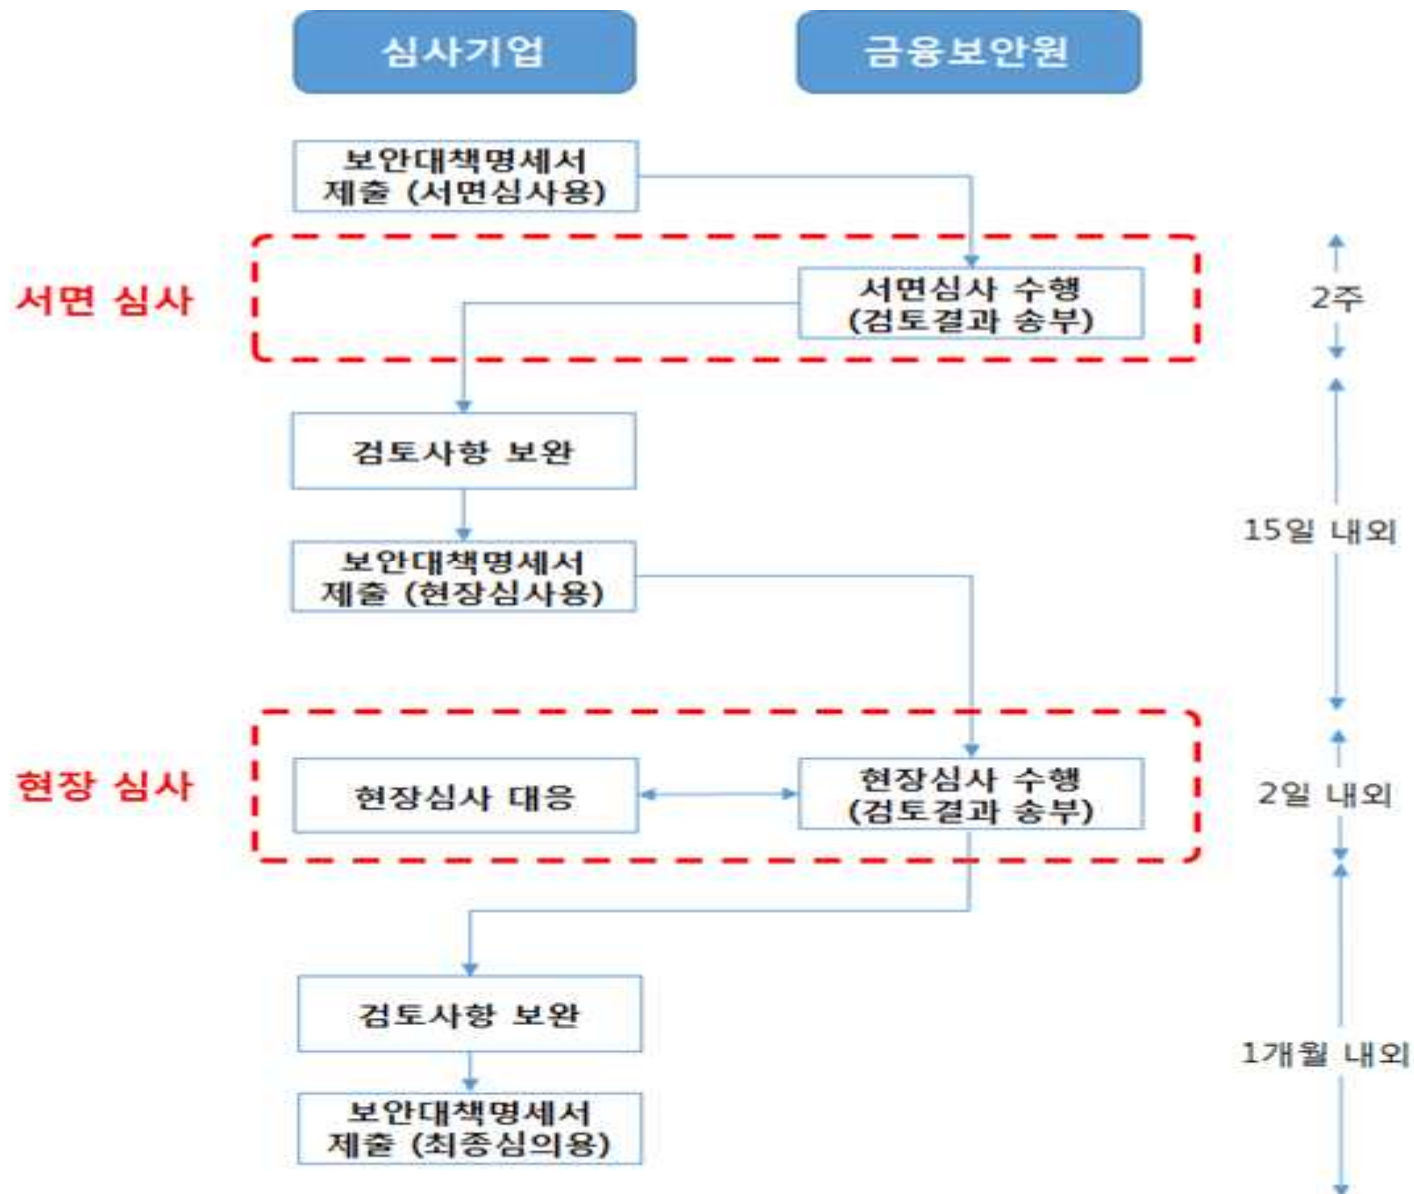 심사기업
금융보안원
보안대책명세서
제출 (서면심사용)
서면 심사
서면심사 수행
(검토결과 송부)
2주
검토사항 보완
15일 내외
보안대책명세서
제출 (현장심사용)
현장 심사
현장심사 대응
현장심사 수행
(검토결과 송부)
2일 내외
검토사항 보완
1개월 내외
보안대책명세서
제출 (최종심의용)